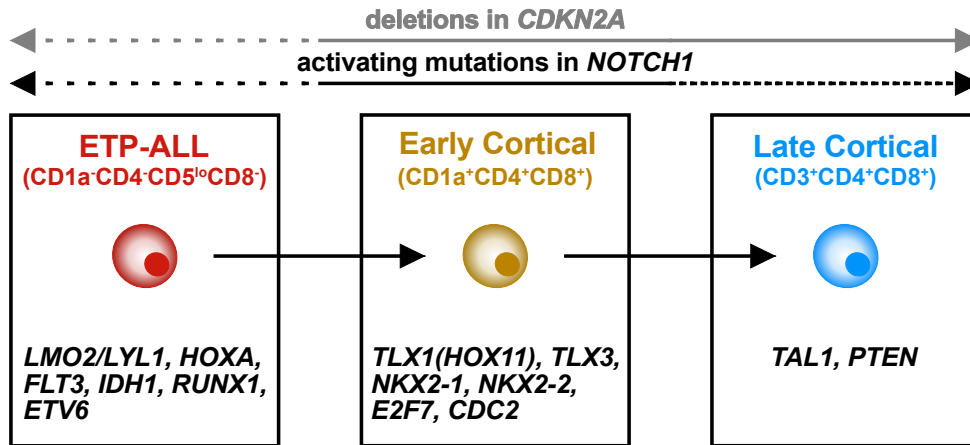 deletions in CDKN2A
activating mutations in NOTCH1
ETP-ALL
(CD1a⁻CD4⁻CD5ˡᵒCD8⁻)
Early Cortical
(CD1a⁺CD4⁺CD8⁺)
Late Cortical
(CD3⁺CD4⁺CD8⁺)
LMO2/LYL1, HOXA,
FLT3, IDH1, RUNX1,
ETV6
TLX1(HOX11), TLX3,
NKX2-1, NKX2-2,
E2F7, CDC2
TAL1, PTEN